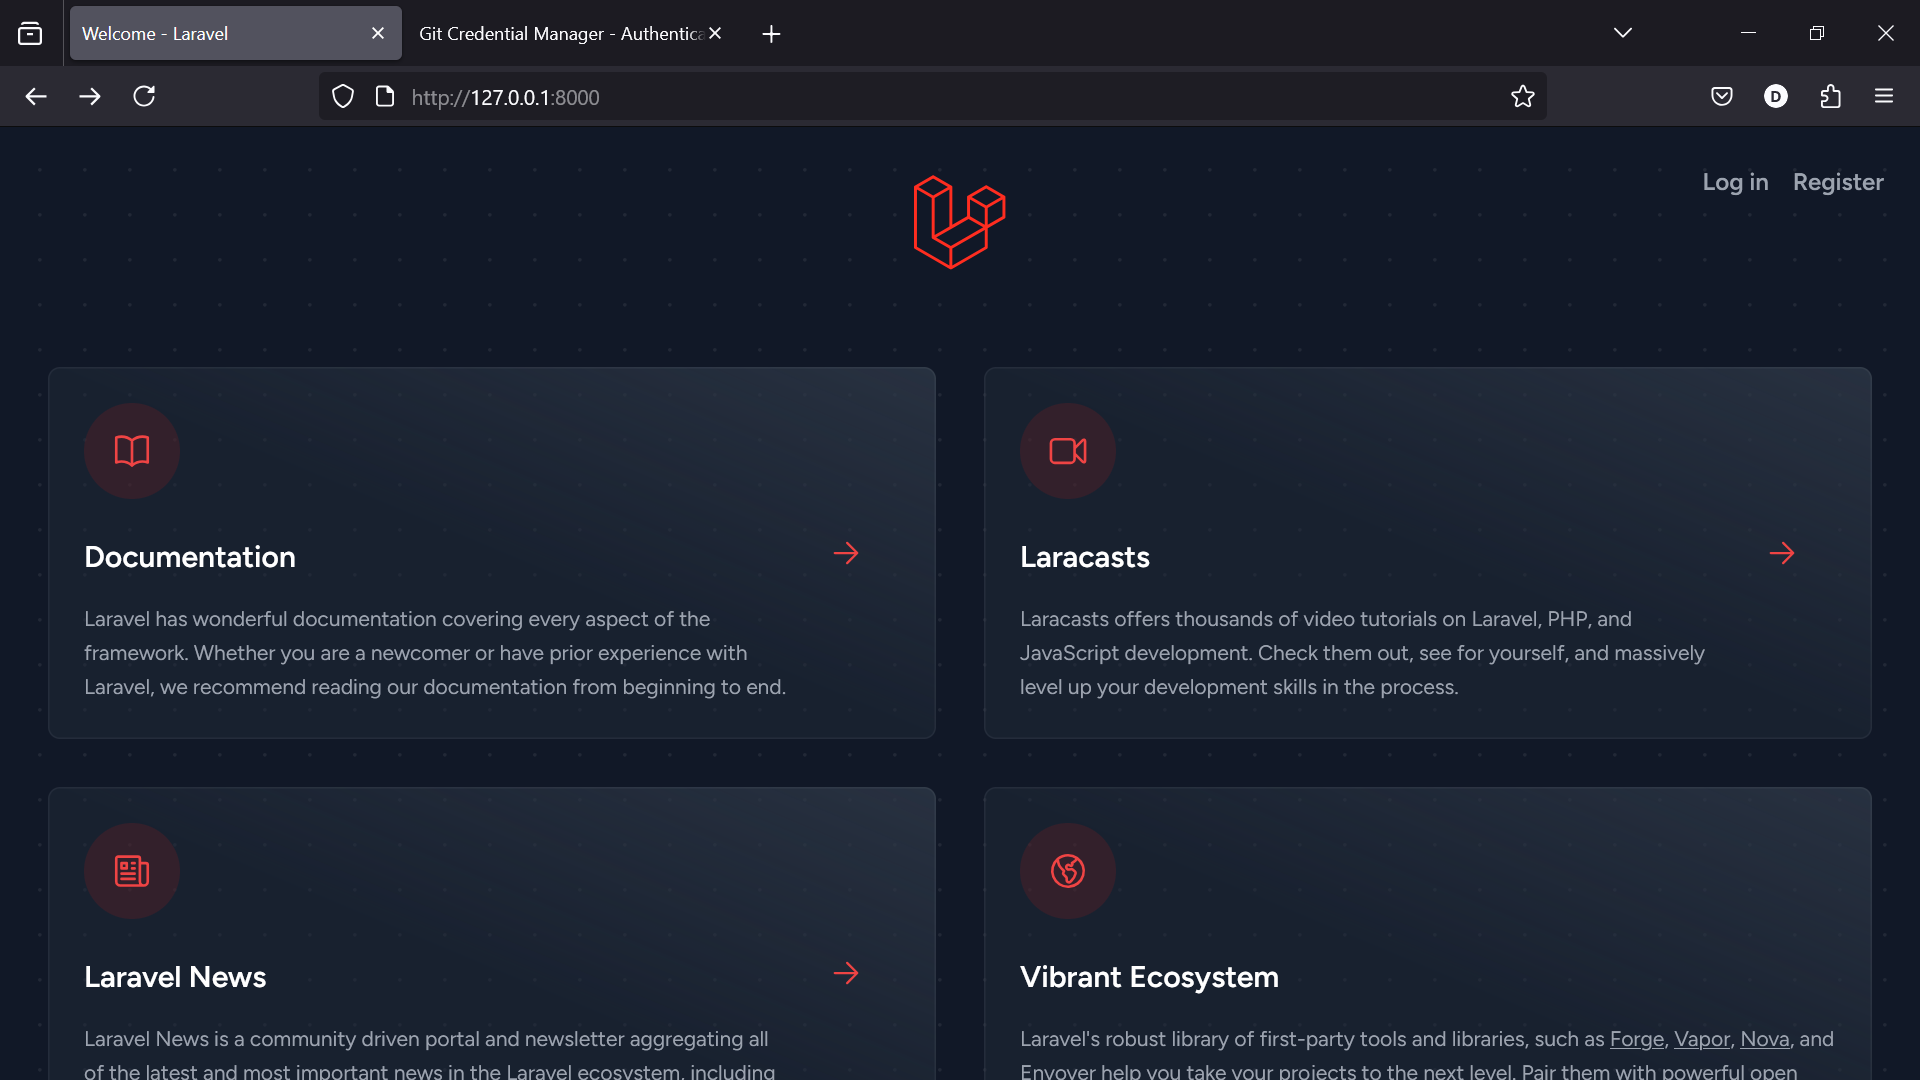 Welcome - Laravel
Git Credential Manager - Authentica
http://127.0.0.1:8000
D
Log in Register
Documentation
Laravel has wonderful documentation covering every aspect of the
framework. Whether you are a newcomer or have prior experience with
Laravel, we recommend reading our documentation from beginning to end.
Laracasts
Laracasts offers thousands of video tutorials on Laravel, PHP, and
JavaScript development. Check them out, see for yourself, and massively
level up your development skills in the process.
Laravel News
Laravel News is a community driven portal and newsletter aggregating all
of the latest and most important news in the Laravel ecosystem, including
Vibrant Ecosystem
Laravel's robust library of first-party tools and libraries, such as Forge, Vapor, Nova, and
Envoyer help you take your projects to the next level. Pair them with powerful open